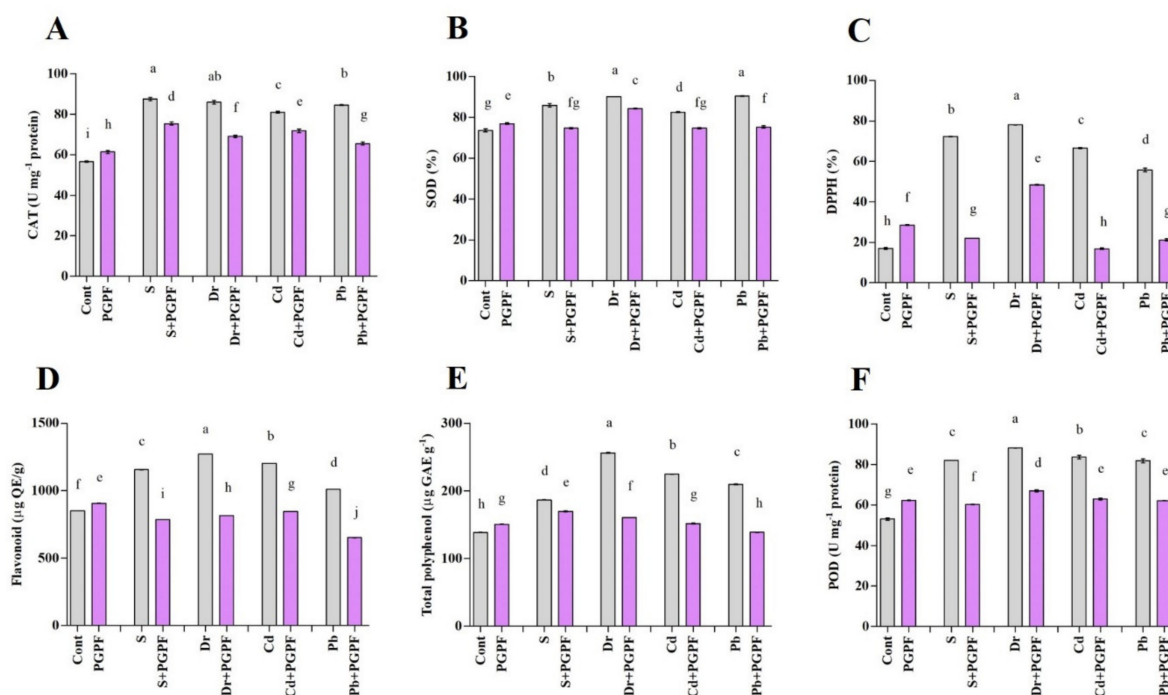 A
CAT (U mg⁻¹ protein)
100
80
60
40
20
0
i
h
a
d
ab
f
c
e
b
g
Cont
PGPF
S
S+PGPF
Dr
Dr+PGPF
Cd
Cd+PGPF
Pb
Pb+PGPF
B
SOD (%)
100
80
60
40
20
0
g
e
b
fg
a
c
d
fg
a
f
Cont
PGPF
S
S+PGPF
Dr
Dr+PGPF
Cd
Cd+PGPF
Pb
Pb+PGPF
C
DPPH (%)
100
80
60
40
20
0
h
f
b
g
a
e
c
h
d
g
Cont
PGPF
S
S+PGPF
Dr
Dr+PGPF
Cd
Cd+PGPF
Pb
Pb+PGPF
D
Flavonoid (µg QE/g)
1500
1000
500
0
f
e
c
i
a
h
b
g
d
j
Cont
PGPF
S
S+PGPF
Dr
Dr+PGPF
Cd
Cd+PGPF
Pb
Pb+PGPF
E
Total polyphenol (µg GAE g⁻¹)
300
200
100
0
h
g
d
e
a
f
b
g
c
h
Cont
PGPF
S
S+PGPF
Dr
Dr+PGPF
Cd
Cd+PGPF
Pb
Pb+PGPF
F
POD (U mg⁻¹ protein)
100
80
60
40
20
0
g
e
c
f
a
d
b
e
c
e
Cont
PGPF
S
S+PGPF
Dr
Dr+PGPF
Cd
Cd+PGPF
Pb
Pb+PGPF